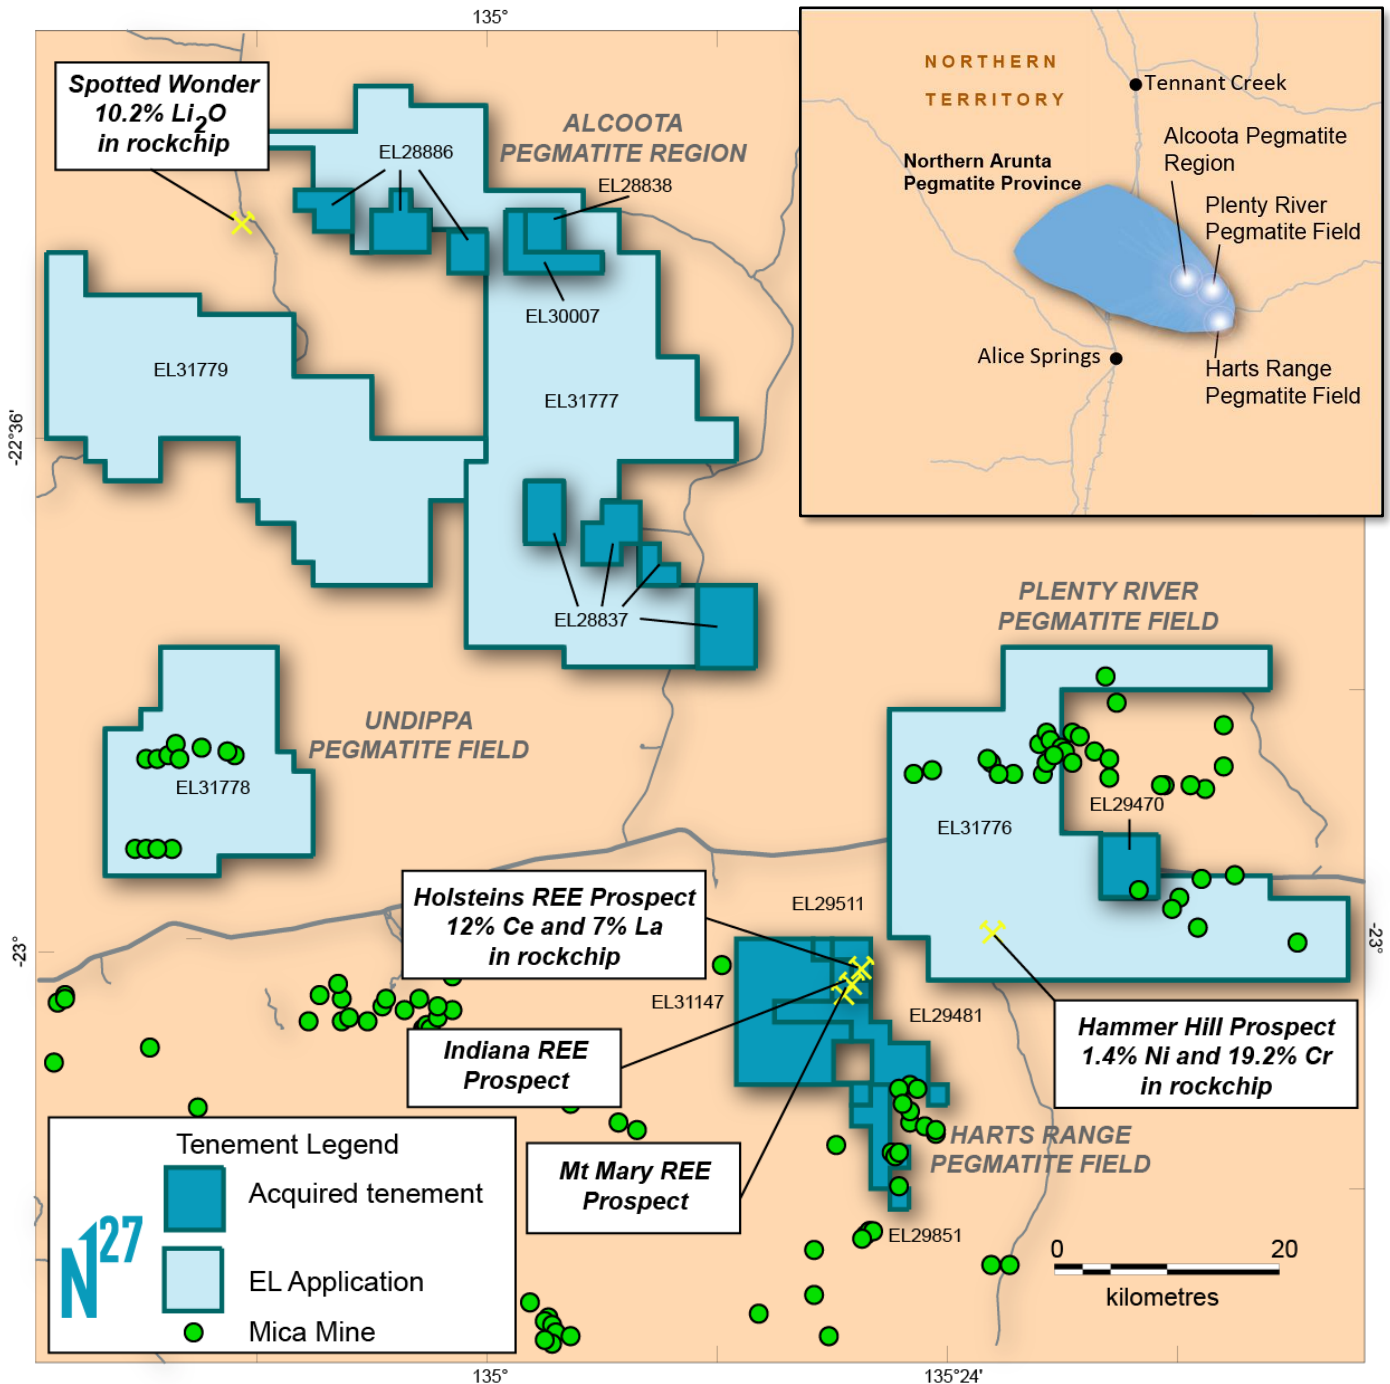 135°
Spotted Wonder
10.2% Li2O
in rockchip
ALCOOTA
PEGMATITE REGION
EL28886
EL28838
EL30007
EL31779
EL31777
-22°36'
EL28837
NORTHERN
TERRITORY
Tennant Creek
Alcoota Pegmatite
Region
Northern Arunta
Pegmatite Province
Plenty River
Pegmatite Field
Alice Springs
Harts Range
Pegmatite Field
PLENTY RIVER
PEGMATITE FIELD
UNDIPPA
PEGMATITE FIELD
EL31778
EL29470
EL31776
Holsteins REE Prospect
12% Ce and 7% La
in rockchip
EL29511
-23°
-23°
EL31147
EL29481
Indiana REE
Prospect
Hammer Hill Prospect
1.4% Ni and 19.2% Cr
in rockchip
Mt Mary REE
Prospect
HARTS RANGE
PEGMATITE FIELD
EL29851
Tenement Legend
Acquired tenement
EL Application
Mica Mine
N27
0 20
kilometres
135°
135°24'